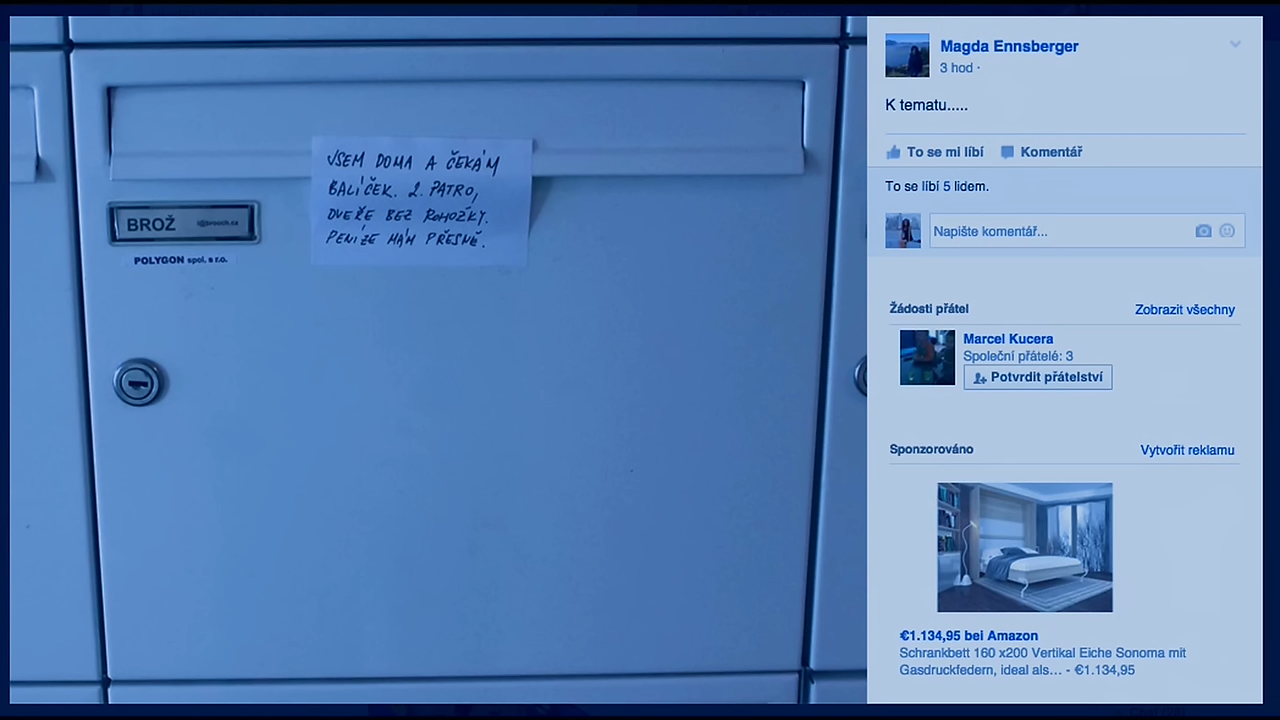 JSEM DOMA A ČEKÁM
BALÍČEK. 2. PATRO,
DVEŘE BEZ ROHOŽKY.
PENÍZE MÁM PŘESNĚ.
BROŽ
POLYGON spol. s r.o.
Magda Ennsberger
3 hod ·
K tematu.....
To se mi líbí Komentář
To se líbí 5 lidem.
Napište komentář...
Žádosti přátel Zobrazit všechny
Marcel Kucera
Společní přátelé: 3
Potvrdit přátelství
Sponzorováno Vytvořit reklamu
€1.134,95 bei Amazon
Schrankbett 160 x200 Vertikal Eiche Sonoma mit
Gasdruckfedern, ideal als... - €1.134,95